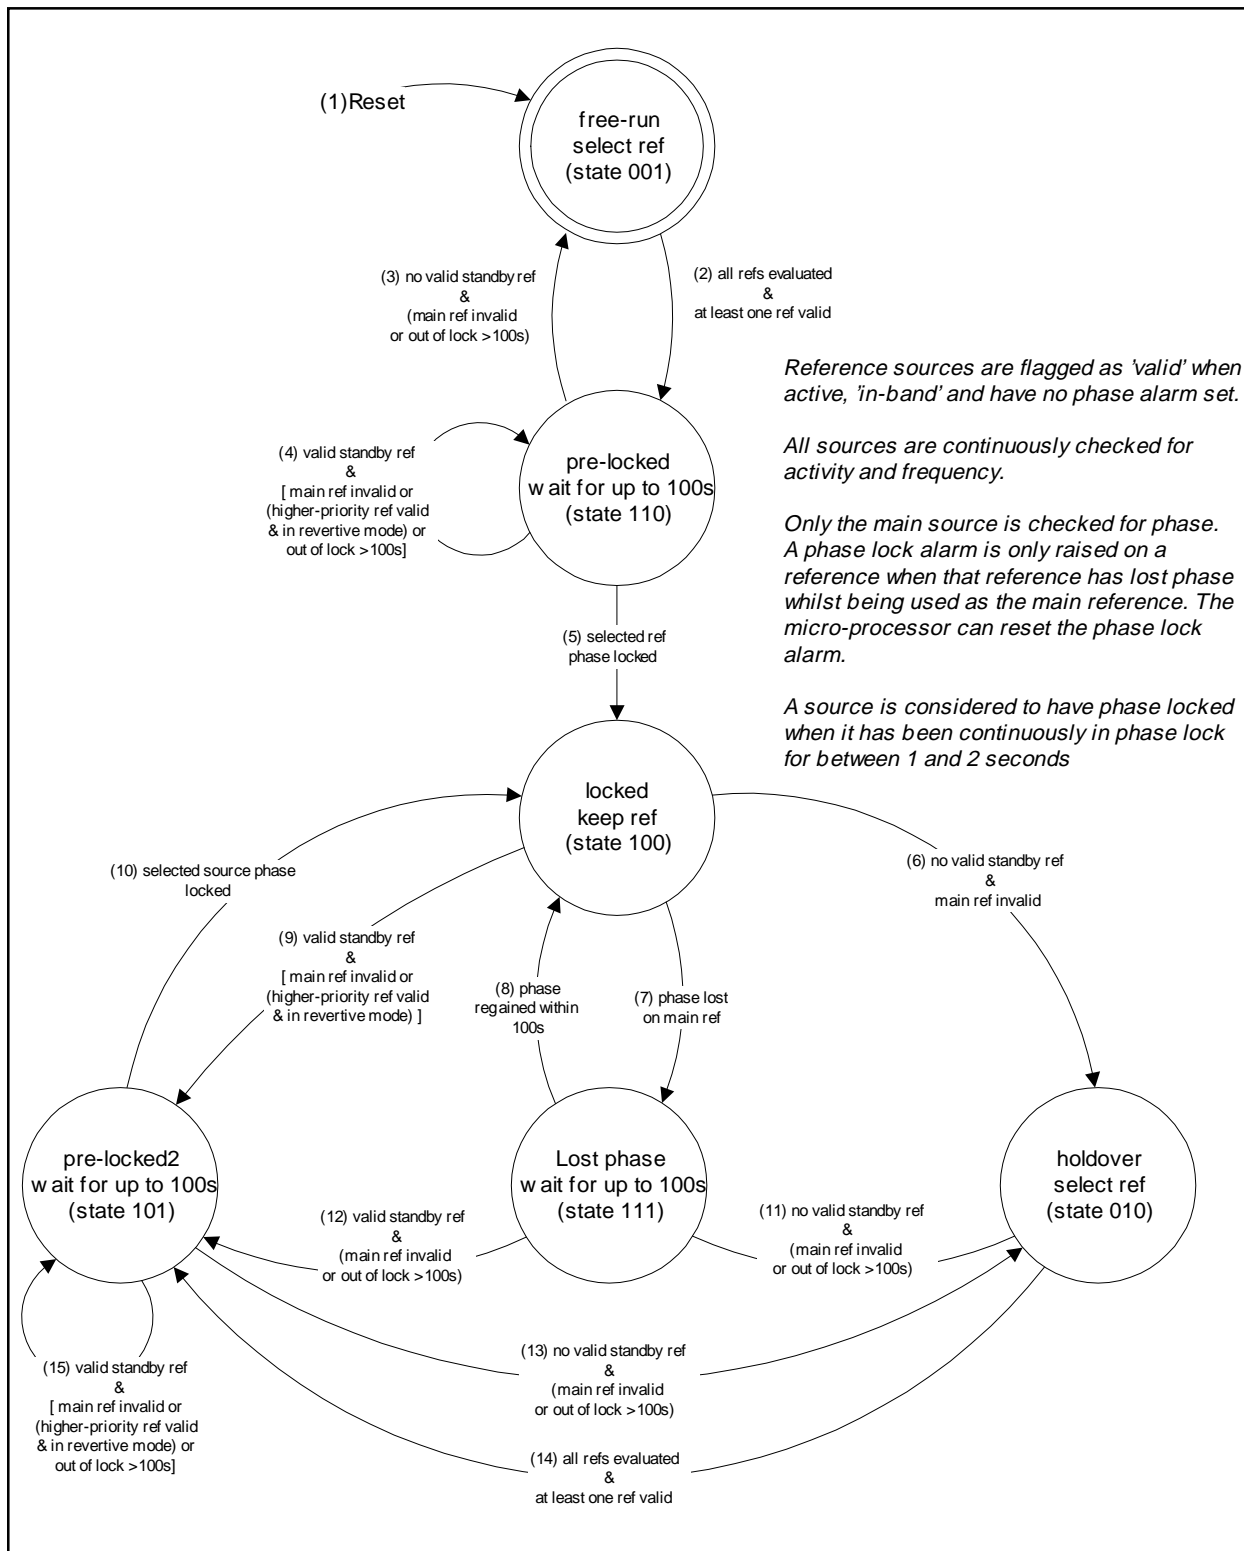 (1)Reset
free-run
select ref
(state 001)
(3) no valid standby ref
&
(main ref invalid
or out of lock >100s)
(2) all refs evaluated
&
at least one ref valid
Reference sources are flagged as 'valid' when
active, 'in-band' and have no phase alarm set.
All sources are continuously checked for
activity and frequency.
Only the main source is checked for phase.
A phase lock alarm is only raised on a
reference when that reference has lost phase
whilst being used as the main reference. The
micro-processor can reset the phase lock
alarm.
A source is considered to have phase locked
when it has been continuously in phase lock
for between 1 and 2 seconds
(4) valid standby ref
&
[ main ref invalid or
(higher-priority ref valid
& in revertive mode) or
out of lock >100s]
pre-locked
wait for up to 100s
(state 110)
(5) selected ref
phase locked
locked
keep ref
(state 100)
(10) selected source phase
locked
(6) no valid standby ref
&
main ref invalid
(9) valid standby ref
&
[ main ref invalid or
(higher-priority ref valid
& in revertive mode) ]
(8) phase
regained within
100s
(7) phase lost
on main ref
pre-locked2
wait for up to 100s
(state 101)
Lost phase
wait for up to 100s
(state 111)
holdover
select ref
(state 010)
(12) valid standby ref
&
(main ref invalid
or out of lock >100s)
(11) no valid standby ref
&
(main ref invalid
or out of lock >100s)
(15) valid standby ref
&
[ main ref invalid or
(higher-priority ref valid
& in revertive mode) or
out of lock >100s]
(13) no valid standby ref
&
(main ref invalid
or out of lock >100s)
(14) all refs evaluated
&
at least one ref valid